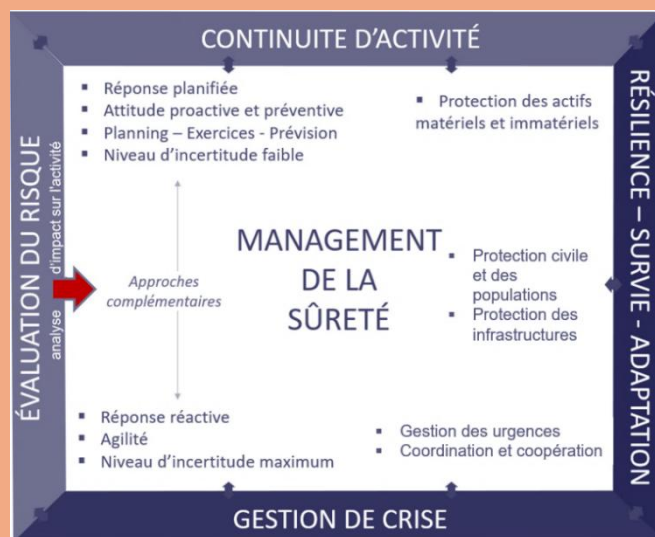 CONTINUITE D'ACTIVITÉ
ÉVALUATION DU RISQUE
analyse d'impact sur l'activité
▪ Réponse planifiée
▪ Attitude proactive et préventive
▪ Planning – Exercices - Prévision
▪ Niveau d'incertitude faible
▪ Protection des actifs
matériels et immatériels
Approches
complémentaires
MANAGEMENT
DE LA
SÛRETÉ
▪ Protection civile
et des
populations
▪ Protection des
infrastructures
▪ Réponse réactive
▪ Agilité
▪ Niveau d'incertitude maximum
▪ Gestion des urgences
▪ Coordination et coopération
RÉSILIENCE – SURVIE - ADAPTATION
GESTION DE CRISE